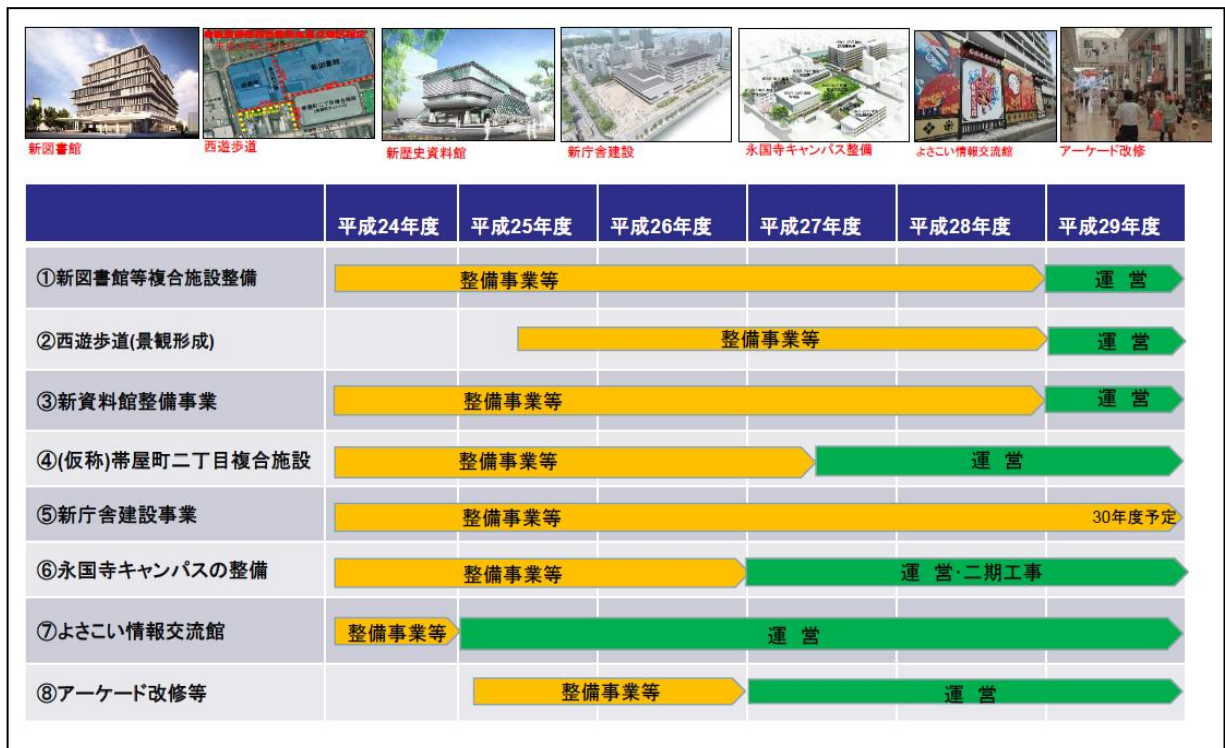 新図書館
西遊歩道
新歴史資料館
新庁舎建設
永国寺キャンパス整備
よさこい情報交流館
アーケード改修
平成24年度 平成25年度 平成26年度 平成27年度 平成28年度 平成29年度
①新図書館等複合施設整備 整備事業等 運 営
②西遊歩道(景観形成) 整備事業等 運 営
③新資料館整備事業 整備事業等 運 営
④(仮称)帯屋町二丁目複合施設 整備事業等 運 営
⑤新庁舎建設事業 整備事業等 30年度予定
⑥永国寺キャンパスの整備 整備事業等 運 営・二期工事
⑦よさこい情報交流館 整備事業等 運 営
⑧アーケード改修等 整備事業等 運 営